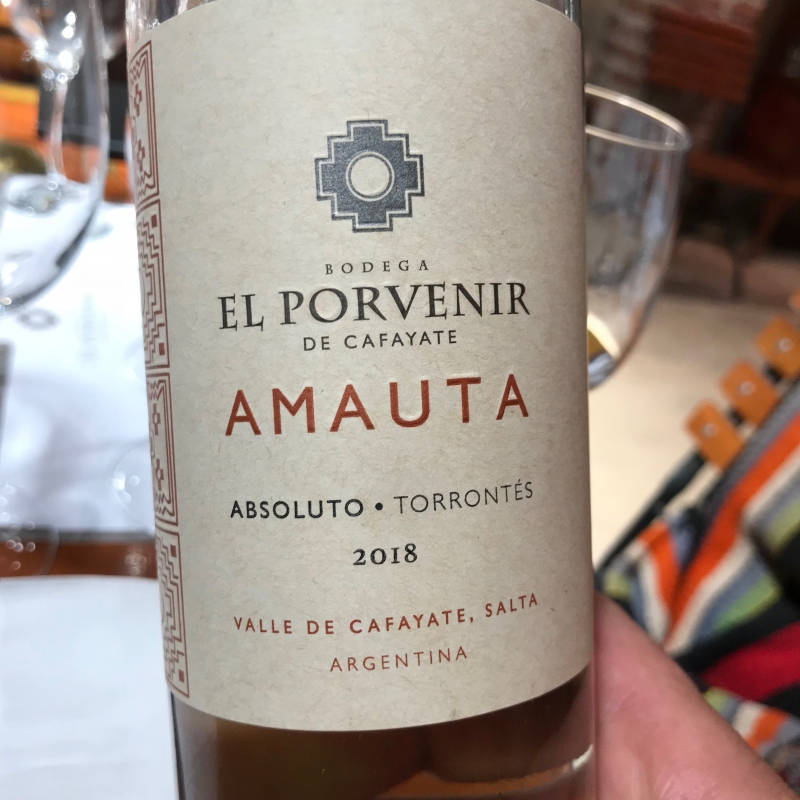 BODEGA
EL PORVENIR
DE CAFAYATE
AMAUTA
ABSOLUTO • TORRONTÉS
2018
VALLE DE CAFAYATE, SALTA
ARGENTINA